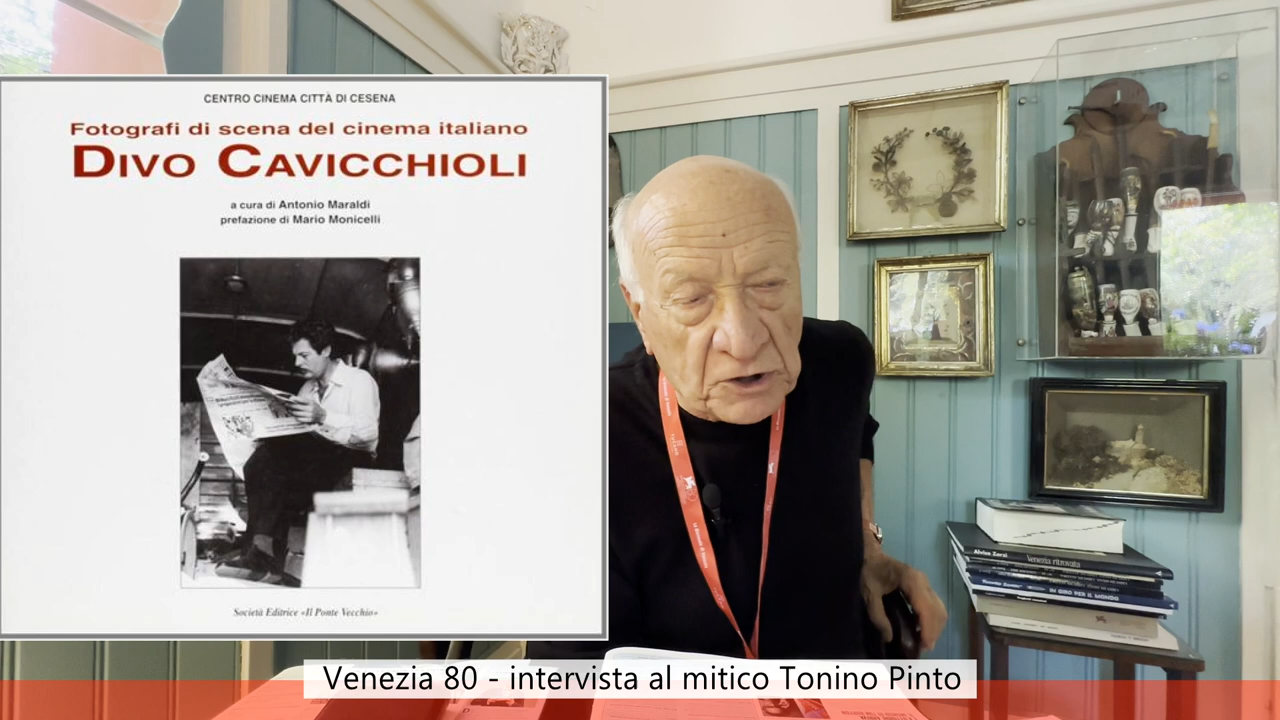 CENTRO CINEMA CITTÀ DI CESENA
Fotografi di scena del cinema italiano
DIVO CAVICCHIOLI
a cura di Antonio Maraldi
prefazione di Mario Monicelli
Società Editrice «Il Ponte Vecchio»
Alvise Zorzi
Venezia ritrovata
IN GIRO PER IL MONDO
Venezia 80 - intervista al mitico Tonino Pinto